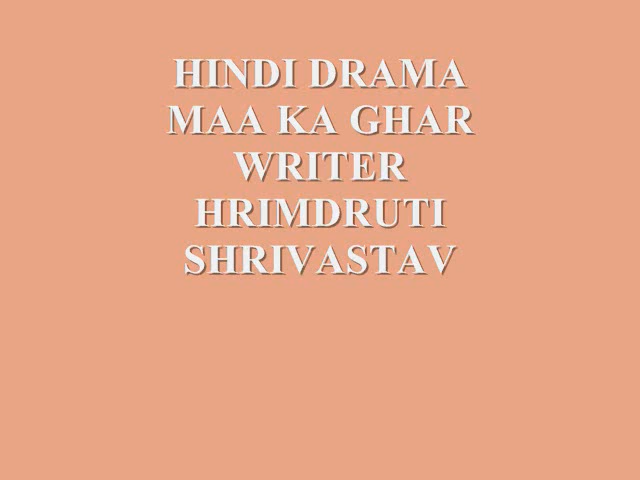 HINDI DRAMA
MAA KA GHAR
WRITER
HRIMDRUTI
SHRIVASTAV